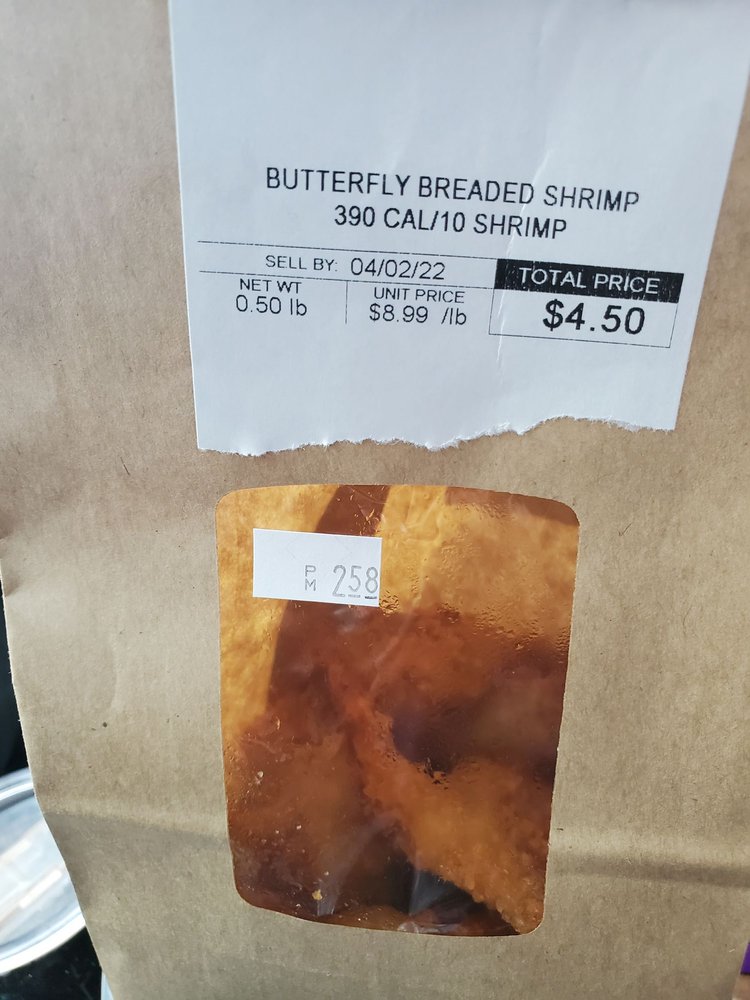 BUTTERFLY BREADED SHRIMP
390 CAL/10 SHRIMP
SELL BY: 04/02/22
TOTAL PRICE
NET WT
UNIT PRICE
0.50 lb
$8.99 /lb
$4.50
PM 258